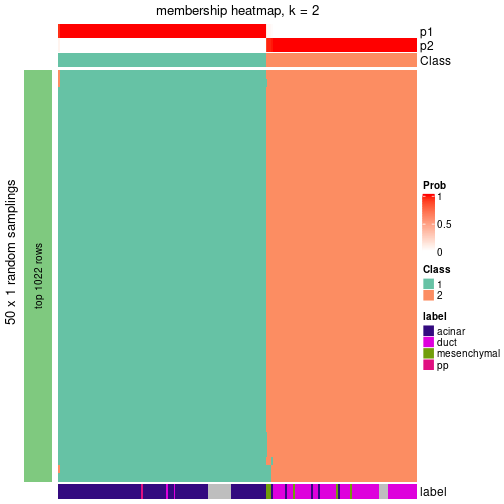 membership heatmap, k = 2
p1
p2
Class
50 x 1 random samplings
top 1022 rows
Prob
1
0.5
0
Class
1
2
label
acinar
duct
mesenchymal
pp
label